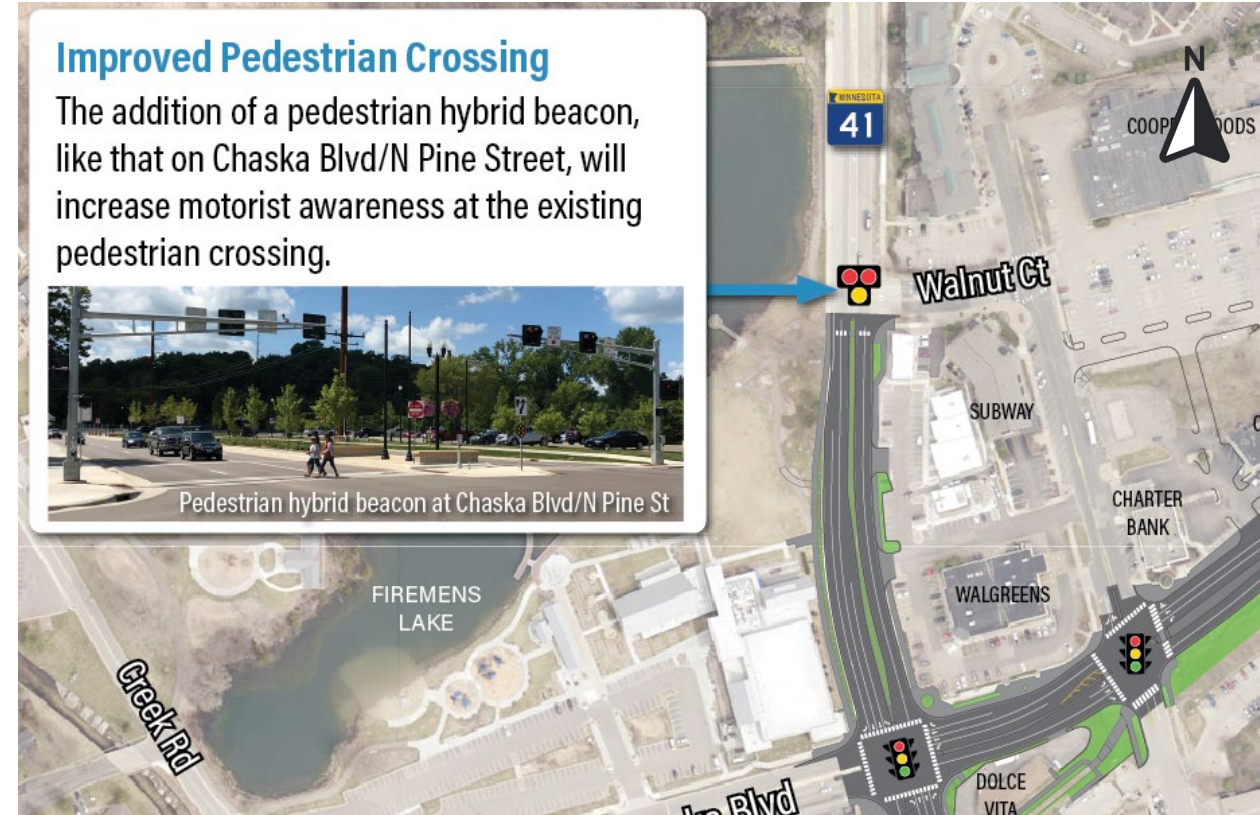 Improved Pedestrian Crossing
The addition of a pedestrian hybrid beacon,
like that on Chaska Blvd/N Pine Street, will
increase motorist awareness at the existing
pedestrian crossing.
Pedestrian hybrid beacon at Chaska Blvd/N Pine St
N
MINNESOTA
41
Walnut Ct
SUBWAY
CHARTER
BANK
WALGREENS
FIREMENS
LAKE
Creek Rd
Blvd
DOLCE
VITA